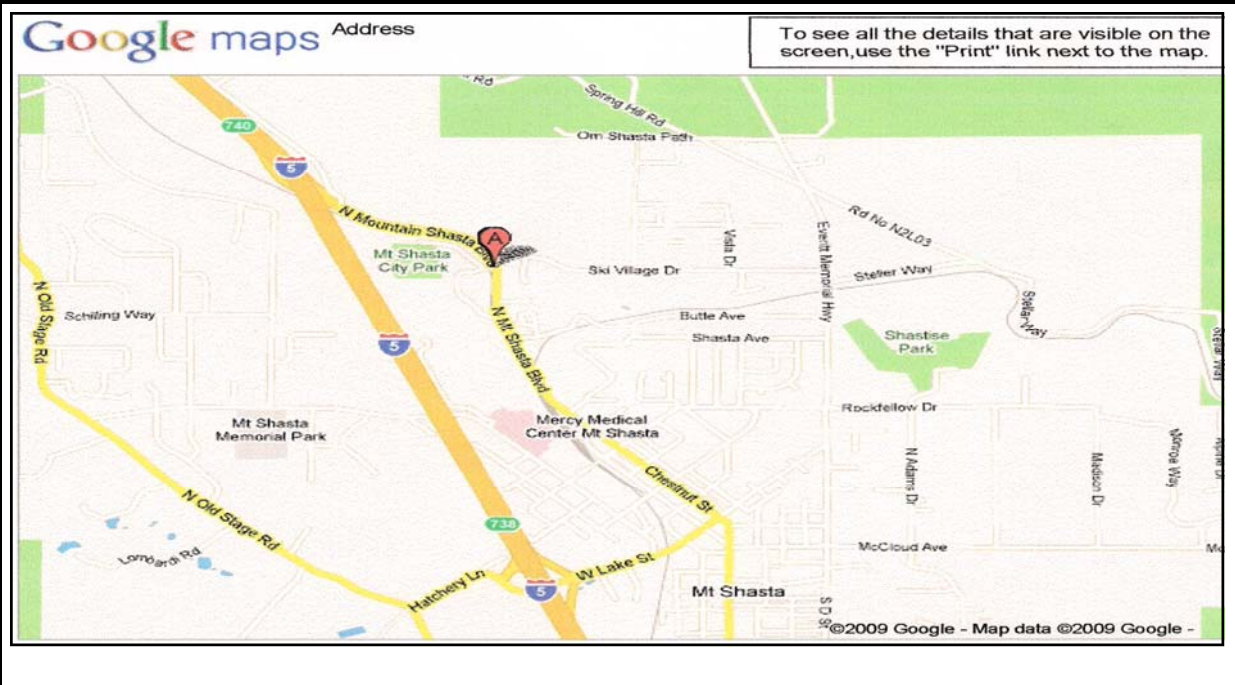 Google maps
Address
To see all the details that are visible on the
screen,use the "Print" link next to the map.
Rd
Spring Hill Rd
Om Shasta Path
740
5
N Mountain Shasta Blvd
A
Mt Shasta
City Park
Rd No N2L03
Vista Dr
Everitt Memorial Hwy
Ski Village Dr
Steller Way
N Old Stage Rd
Schilling Way
N Mt Shasta Blvd
Butte Ave
Stellar Way
5
Shasta Ave
Shastise
Park
Stellar Way
Rockfellow Dr
Mt Shasta
Memorial Park
Mercy Medical
Center Mt Shasta
N Adams Dr
Madison Dr
Monroe Way
Alpine Dr
Chestnut St
N Old Stage Rd
738
Lombardi Rd
McCloud Ave
Hatchery Ln
5
W Lake St
Mt Shasta
S D St
©2009 Google - Map data ©2009 Google -